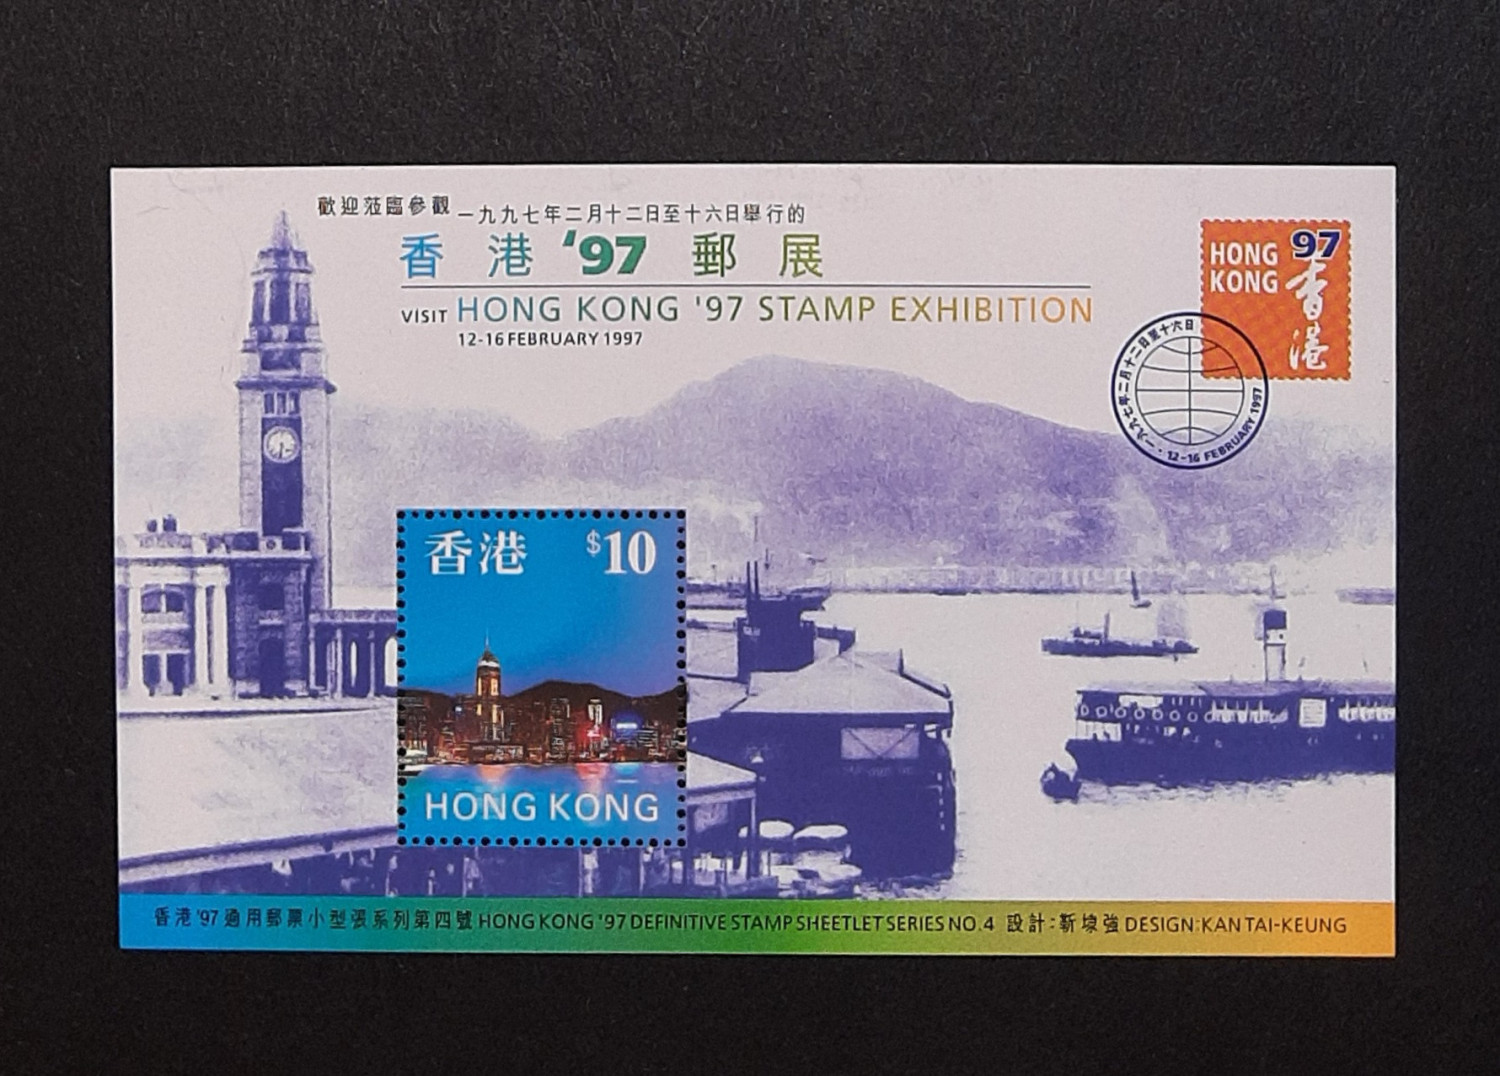 歡迎蒞臨參觀 一九九七年二月十二日至十六日舉行的
香港 '97 郵展
VISIT HONG KONG '97 STAMP EXHIBITION
12-16 FEBRUARY 1997
HONG 97
KONG 香港
一九九七年二月十二日至十六日 · 12-16 FEBRUARY 1997
香港 $10
HONG KONG
香港'97通用郵票小型張系列第四號 HONG KONG '97 DEFINITIVE STAMP SHEETLET SERIES NO.4 設計:靳埭強 DESIGN:KAN TAI-KEUNG